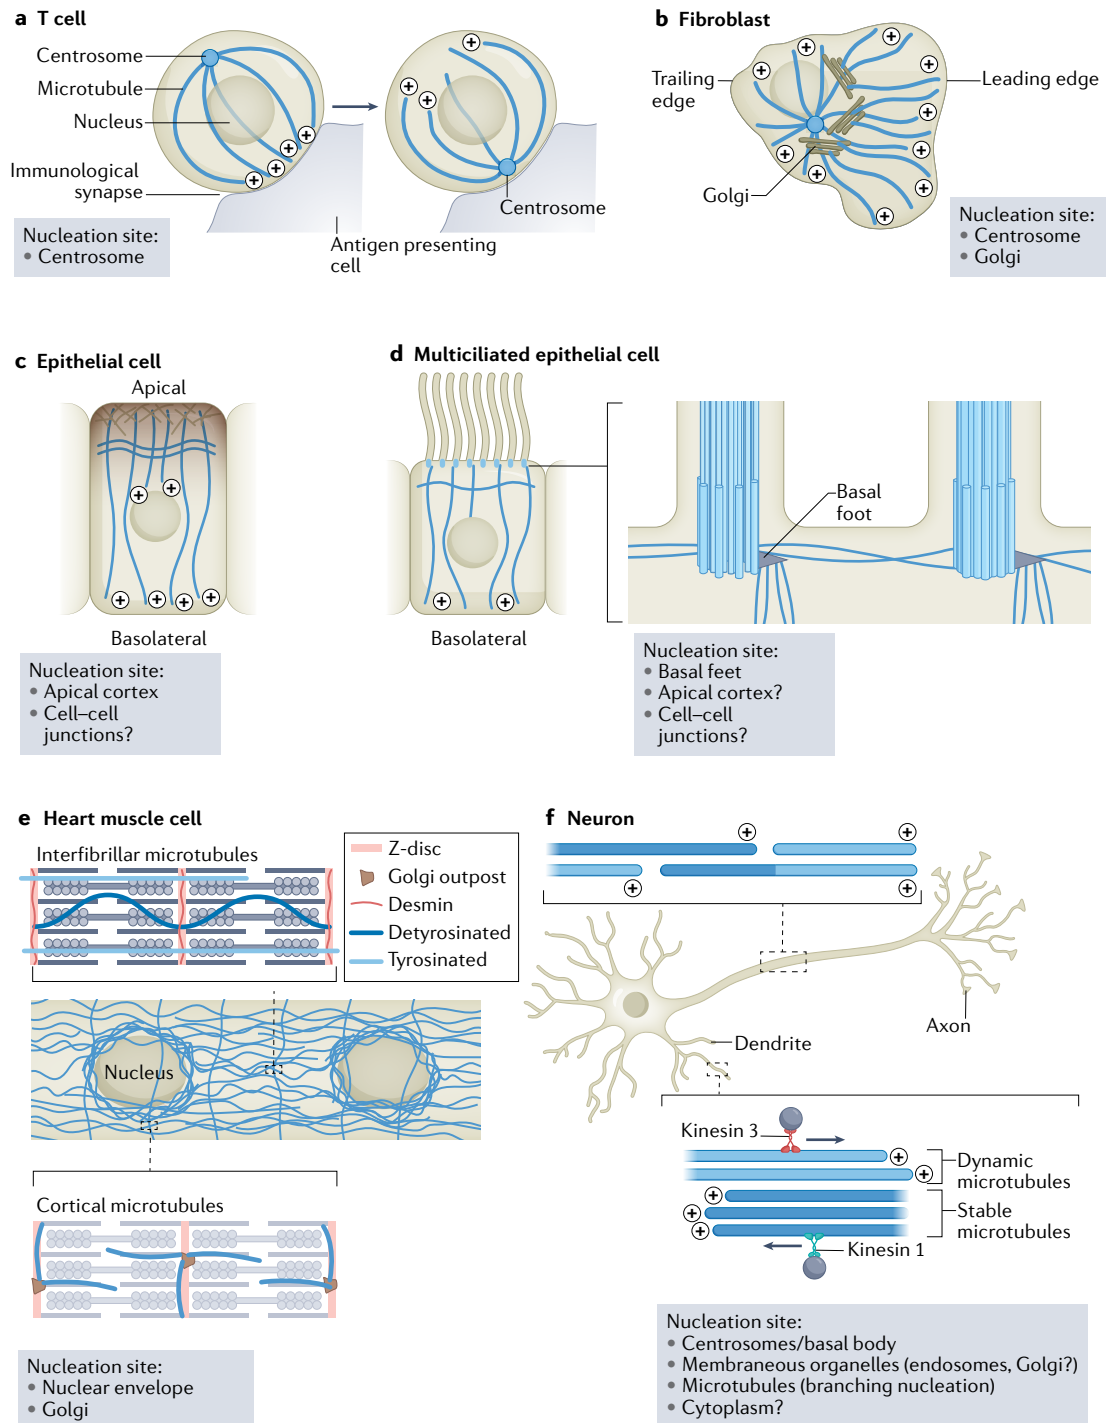 a T cell
Centrosome
Microtubule
Nucleus
Immunological
synapse
+
+
+
+
+
+
+
Centrosome
Antigen presenting
cell
Nucleation site:
• Centrosome
b Fibroblast
Trailing
edge
Leading edge
Golgi
+
+
+
+
+
+
+
+
+
Nucleation site:
• Centrosome
• Golgi
c Epithelial cell
Apical
+
+
+
+
+
+
Basolateral
Nucleation site:
• Apical cortex
• Cell–cell
junctions?
d Multiciliated epithelial cell
+
+
Basolateral
Basal
foot
Nucleation site:
• Basal feet
• Apical cortex?
• Cell–cell
junctions?
e Heart muscle cell
Interfibrillar microtubules
Z-disc
Golgi outpost
Desmin
Detyrosinated
Tyrosinated
Nucleus
Cortical microtubules
Nucleation site:
• Nuclear envelope
• Golgi
f Neuron
+
+
+
+
Axon
Dendrite
Kinesin 3
+
+
Dynamic
microtubules
+
+
+
Stable
microtubules
Kinesin 1
Nucleation site:
• Centrosomes/basal body
• Membraneous organelles (endosomes, Golgi?)
• Microtubules (branching nucleation)
• Cytoplasm?